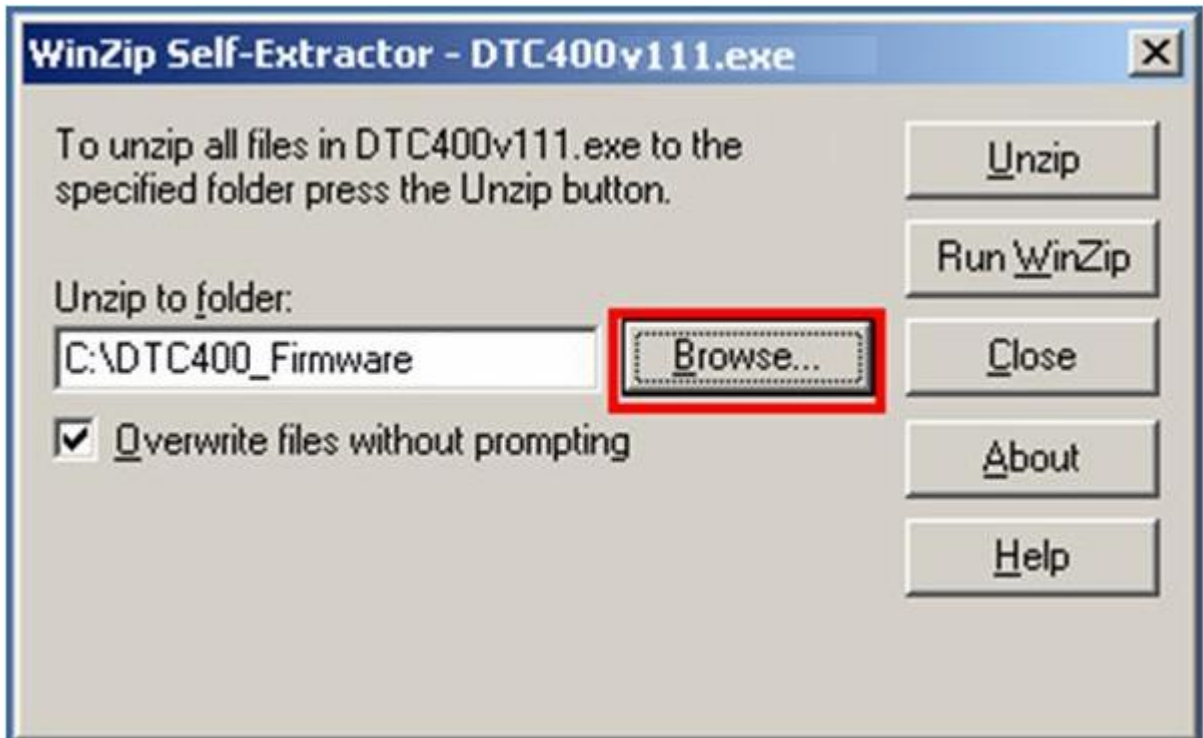 WinZip Self-Extractor - DTC400v111.exe
To unzip all files in DTC400v111.exe to the
specified folder press the Unzip button.
Unzip to folder:
C:\DTC400_Firmware
Browse...
Overwrite files without prompting
Unzip
Run WinZip
Close
About
Help